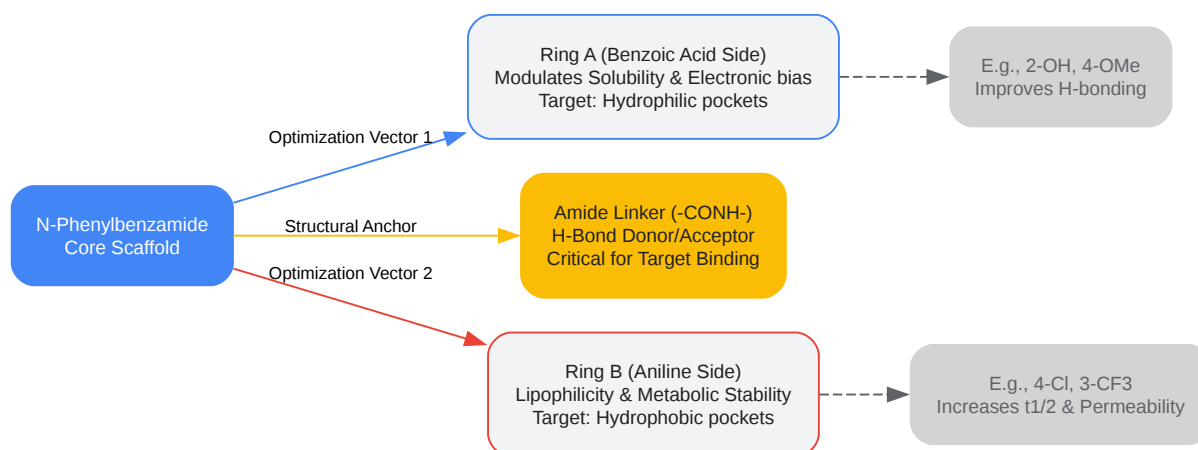 Ring A (Benzoic Acid Side)
Modulates Solubility & Electronic bias
Target: Hydrophilic pockets
E.g., 2-OH, 4-OMe
Improves H-bonding
Optimization Vector 1
N-Phenylbenzamide
Core Scaffold
Structural Anchor
Amide Linker (-CONH-)
H-Bond Donor/Acceptor
Critical for Target Binding
Optimization Vector 2
Ring B (Aniline Side)
Lipophilicity & Metabolic Stability
Target: Hydrophobic pockets
E.g., 4-Cl, 3-CF3
Increases t1/2 & Permeability